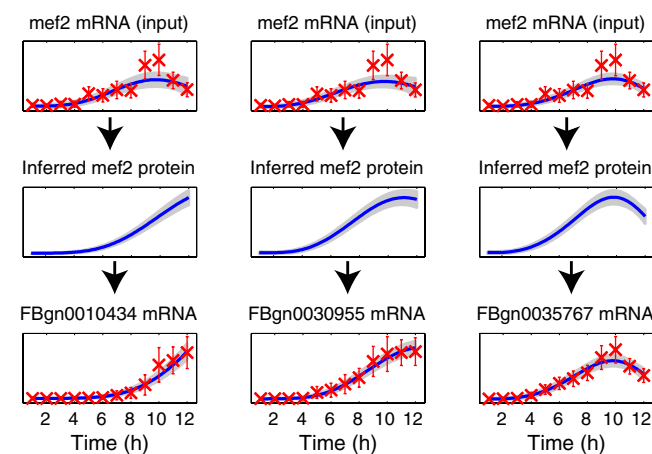 mef2 mRNA (input) mef2 mRNA (input) mef2 mRNA (input)
Inferred mef2 protein Inferred mef2 protein Inferred mef2 protein
FBgn0010434 mRNA FBgn0030955 mRNA FBgn0035767 mRNA
2 4 6 8 10 12 2 4 6 8 10 12 2 4 6 8 10 12
Time (h) Time (h) Time (h)